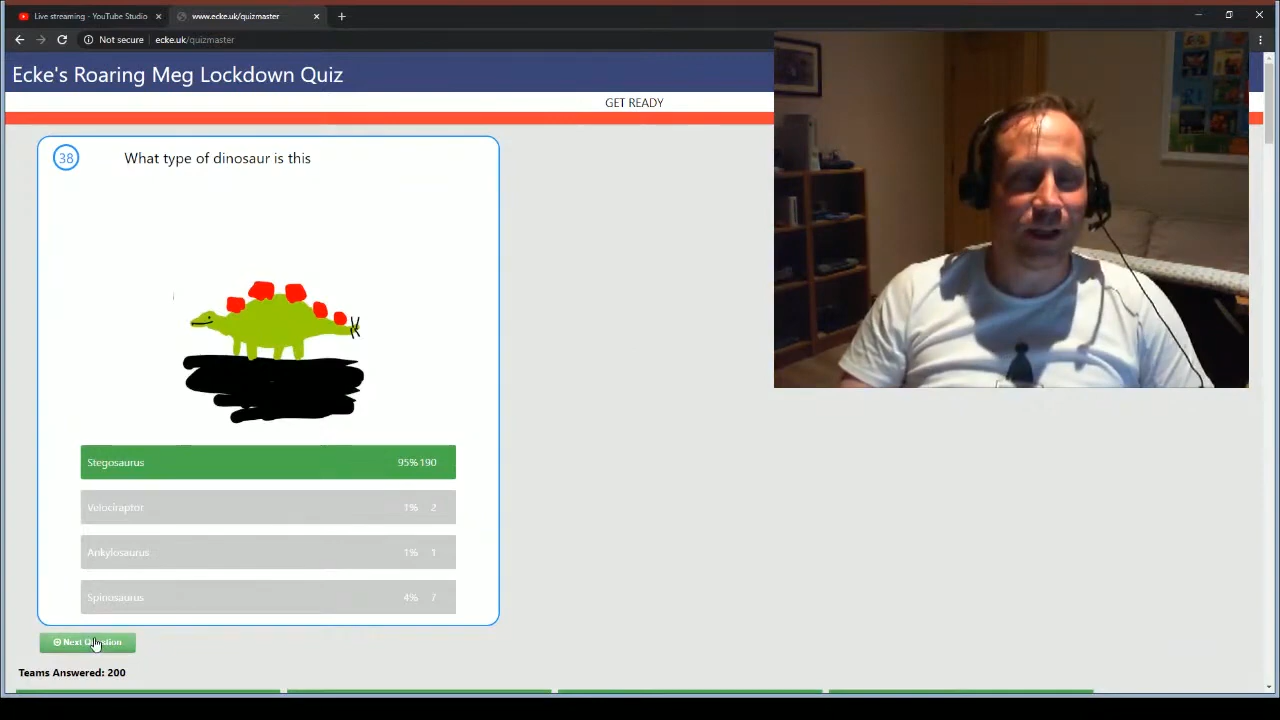 Live streaming - YouTube Studio
www.ecke.uk/quizmaster
Not secure
ecke.uk/quizmaster
Ecke's Roaring Meg Lockdown Quiz
GET READY
38 What type of dinosaur is this
Stegosaurus 95% 190
Velociraptor 1% 2
Ankylosaurus 1% 1
Spinosaurus 4% 7
Next Question
Teams Answered: 200